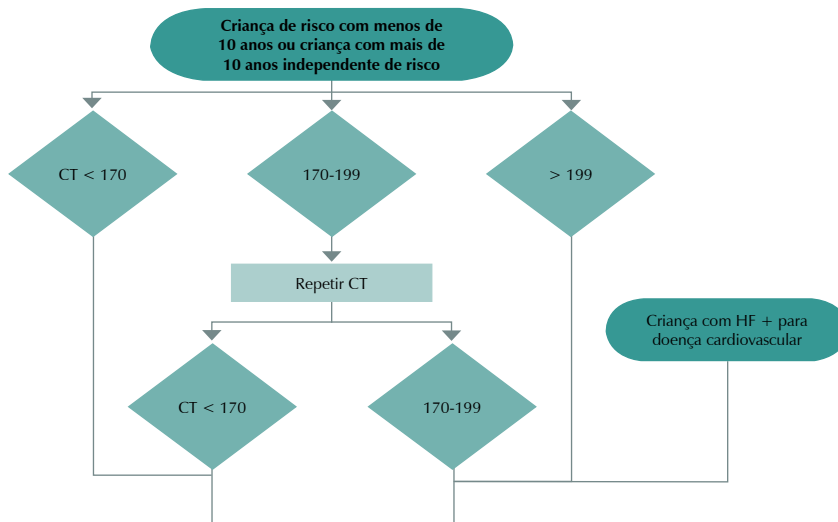 Criança de risco com menos de
10 anos ou criança com mais de
10 anos independente de risco
CT < 170
170-199
> 199
Repetir CT
Criança com HF + para
doença cardiovascular
CT < 170
170-199